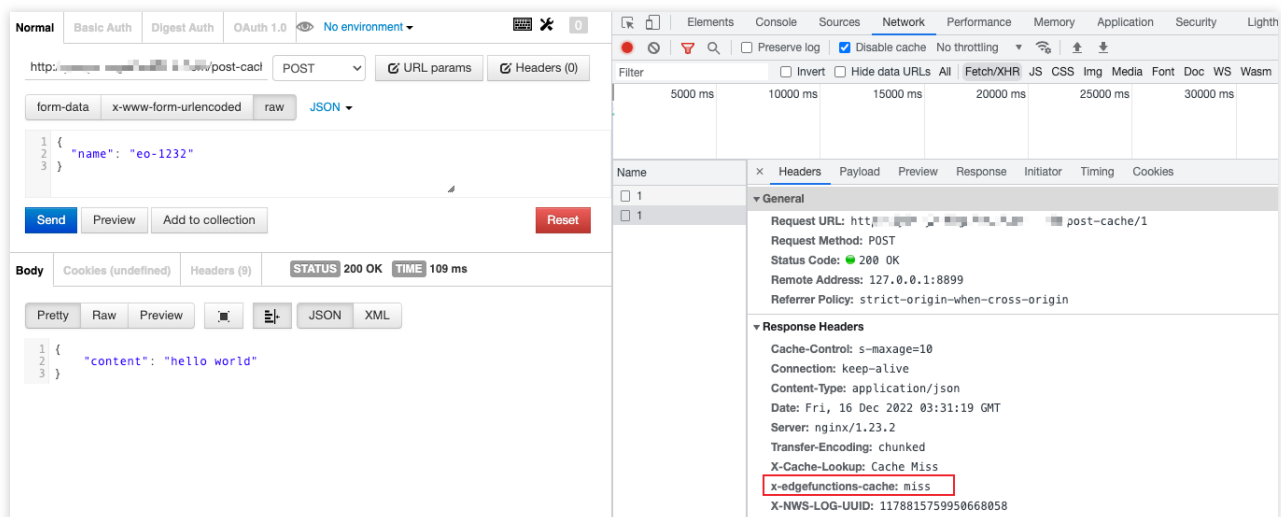 Normal Basic Auth Digest Auth OAuth 1.0 No environment 0
http: /post-cach POST URL params Headers (0)
form-data x-www-form-urlencoded raw JSON
1 {
2 "name": "eo-1232"
3 }
Send Preview Add to collection Reset
Body Cookies (undefined) Headers (9) STATUS 200 OK TIME 109 ms
Pretty Raw Preview JSON XML
1 {
2 "content": "hello world"
3 }
Elements Console Sources Network Performance Memory Application Security Lighth
Preserve log Disable cache No throttling
Filter Invert Hide data URLs All Fetch/XHR JS CSS Img Media Font Doc WS Wasm
5000 ms 10000 ms 15000 ms 20000 ms 25000 ms 30000 ms
Name
1
1
× Headers Payload Preview Response Initiator Timing Cookies
General
Request URL: htt post-cache/1
Request Method: POST
Status Code: 200 OK
Remote Address: 127.0.0.1:8899
Referrer Policy: strict-origin-when-cross-origin
Response Headers
Cache-Control: s-maxage=10
Connection: keep-alive
Content-Type: application/json
Date: Fri, 16 Dec 2022 03:31:19 GMT
Server: nginx/1.23.2
Transfer-Encoding: chunked
X-Cache-Lookup: Cache Miss
x-edgefunctions-cache: miss
X-NWS-LOG-UUID: 1178815759950668058